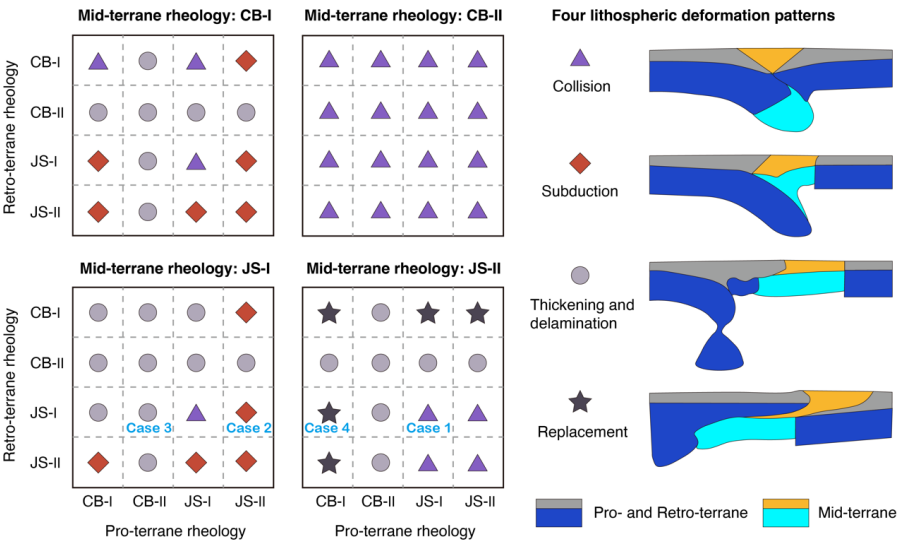 Mid-terrane rheology: CB-I
Mid-terrane rheology: CB-II
Four lithospheric deformation patterns
Retro-terrane rheology
CB-I
CB-II
JS-I
JS-II
Collision
Subduction
Mid-terrane rheology: JS-I
Mid-terrane rheology: JS-II
Retro-terrane rheology
CB-I
CB-II
JS-I
JS-II
Case 3
Case 2
Case 4
Case 1
CB-I CB-II JS-I JS-II
CB-I CB-II JS-I JS-II
Pro-terrane rheology
Pro-terrane rheology
Thickening and
delamination
Replacement
Pro- and Retro-terrane
Mid-terrane